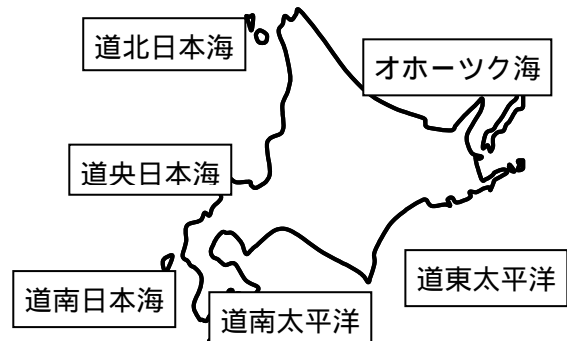 道北日本海
オホーツク海
道央日本海
道南日本海
道南太平洋
道東太平洋